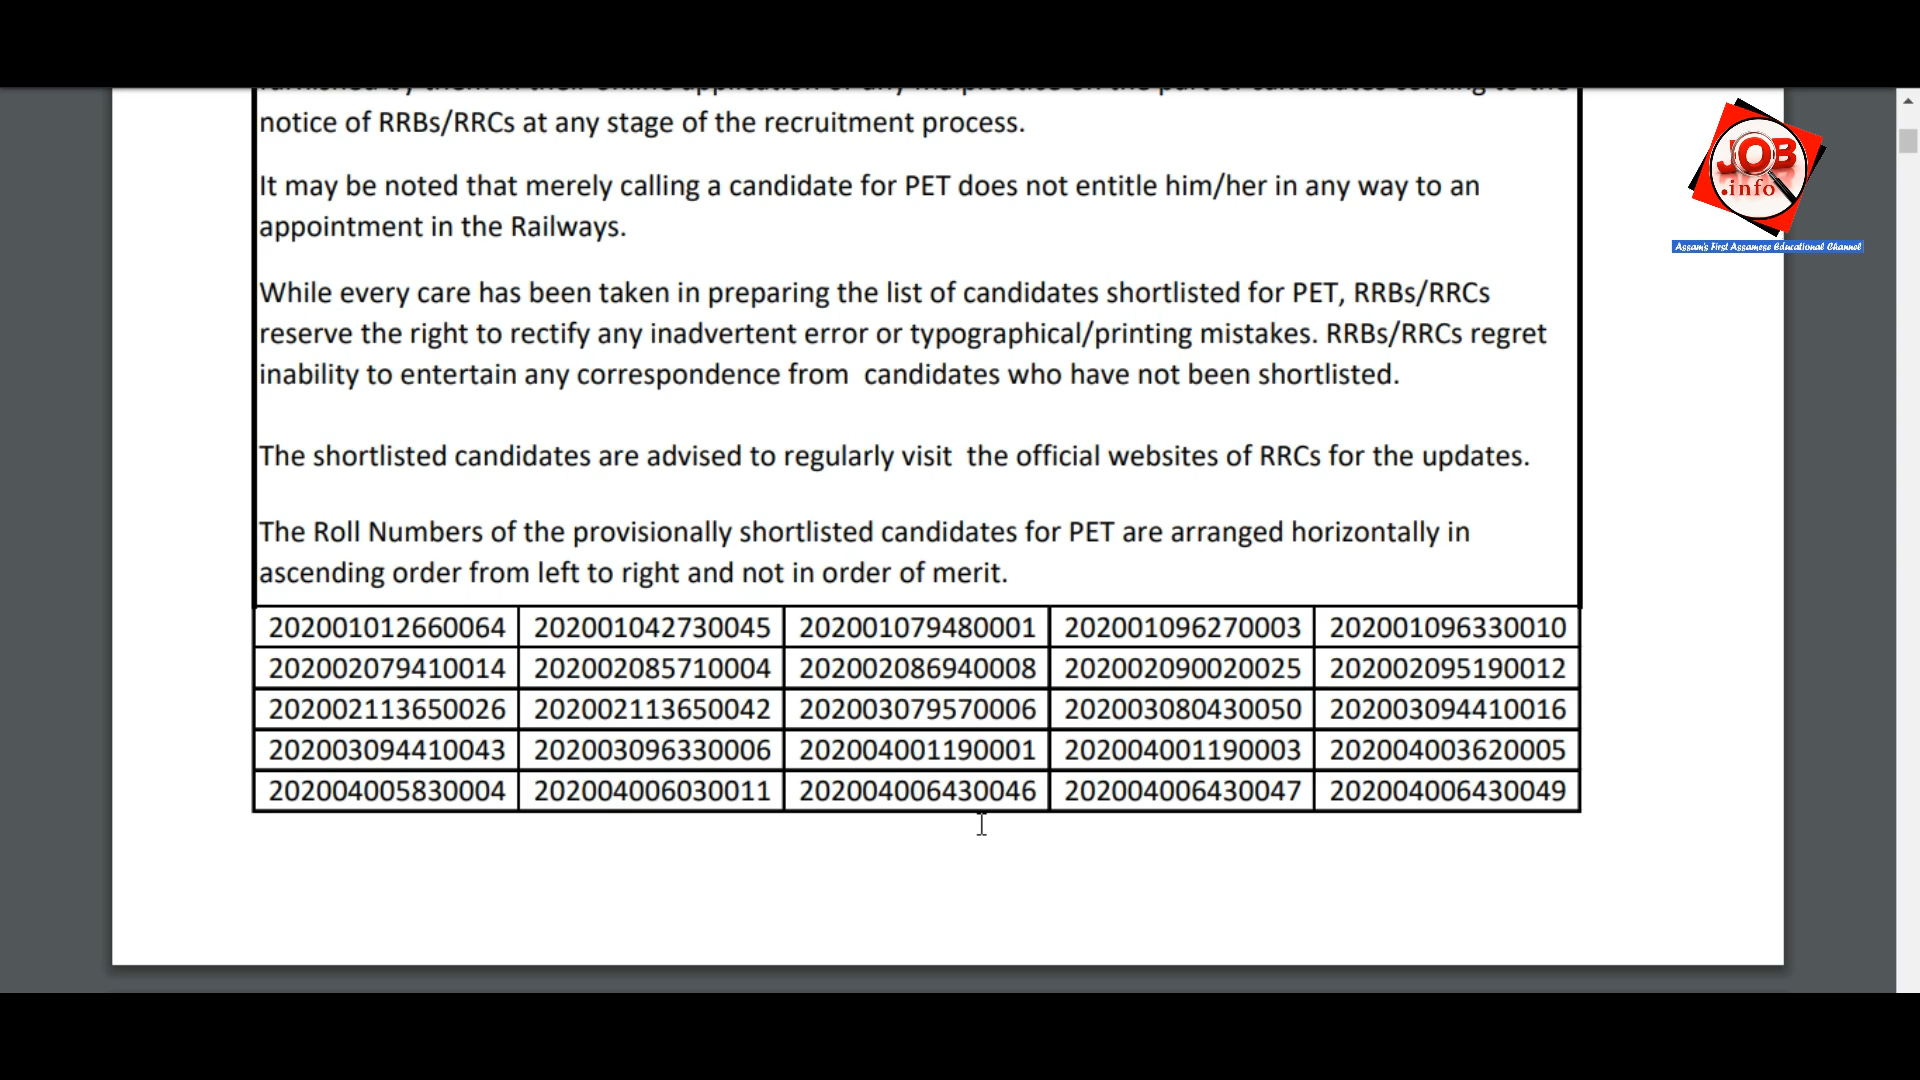 notice of RRBs/RRCs at any stage of the recruitment process.
It may be noted that merely calling a candidate for PET does not entitle him/her in any way to an
appointment in the Railways.
While every care has been taken in preparing the list of candidates shortlisted for PET, RRBs/RRCs
reserve the right to rectify any inadvertent error or typographical/printing mistakes. RRBs/RRCs regret
inability to entertain any correspondence from candidates who have not been shortlisted.
The shortlisted candidates are advised to regularly visit the official websites of RRCs for the updates.
The Roll Numbers of the provisionally shortlisted candidates for PET are arranged horizontally in
ascending order from left to right and not in order of merit.
202001012660064 202001042730045 202001079480001 202001096270003 202001096330010
202002079410014 202002085710004 202002086940008 202002090020025 202002095190012
202002113650026 202002113650042 202003079570006 202003080430050 202003094410016
202003094410043 202003096330006 202004001190001 202004001190003 202004003620005
202004005830004 202004006030011 202004006430046 202004006430047 202004006430049
JOB
.info
Assam's First Assamese Educational Channel